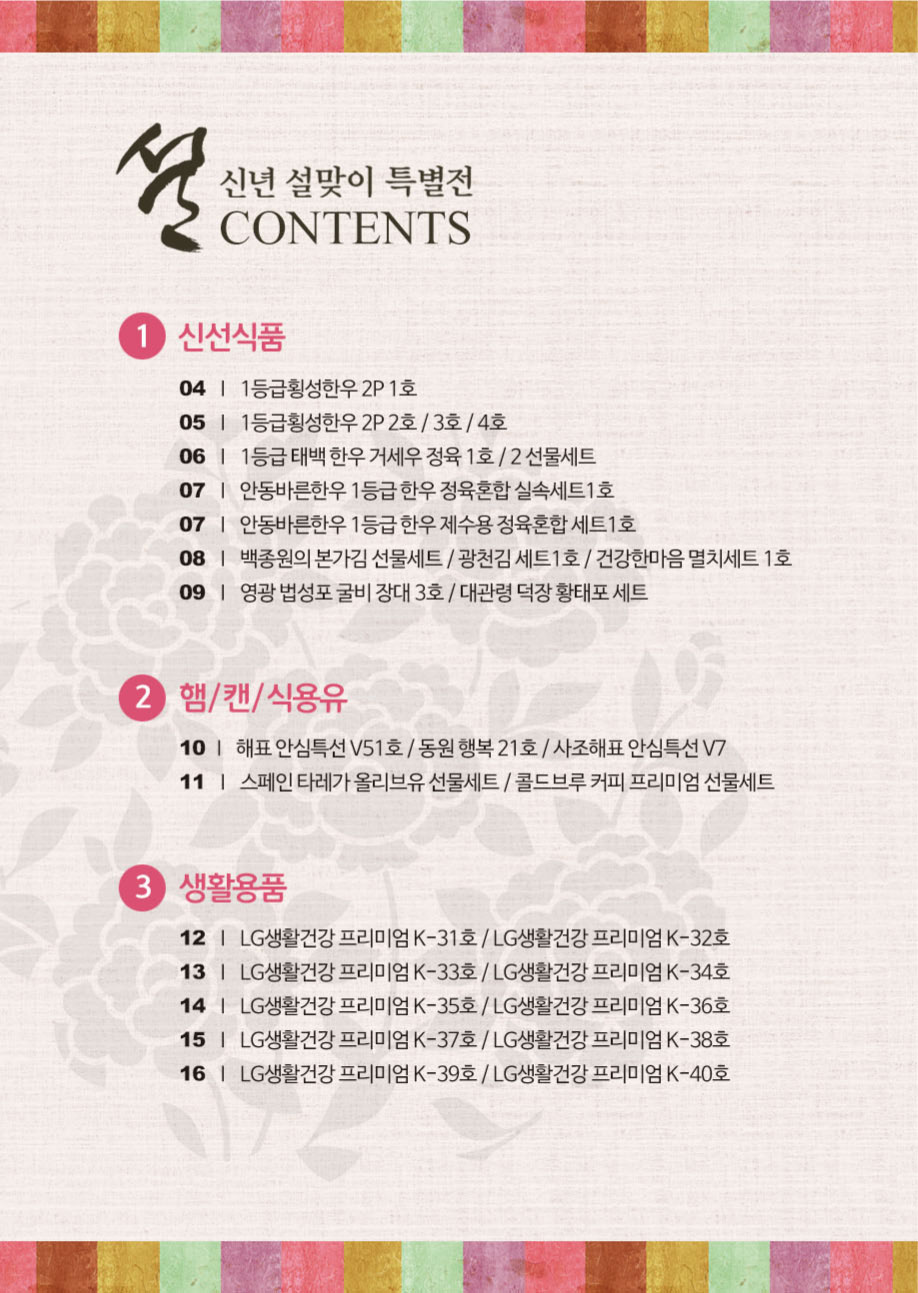 설
신년 설맞이 특별전
CONTENTS
1 신선식품
04 | 1등급횡성한우 2P 1호
05 | 1등급횡성한우 2P 2호 / 3호 / 4호
06 | 1등급 태백 한우 거세우 정육 1호 / 2 선물세트
07 | 안동바른한우 1등급 한우 정육혼합 실속세트1호
07 | 안동바른한우 1등급 한우 제수용 정육혼합 세트1호
08 | 백종원의 본가김 선물세트 / 광천김 세트1호 / 건강한마음 멸치세트 1호
09 | 영광 법성포 굴비 장대 3호 / 대관령 덕장 황태포 세트
2 햄/캔/식용유
10 | 해표 안심특선 V51호 / 동원 행복 21호 / 사조해표 안심특선 V7
11 | 스페인 타레가 올리브유 선물세트 / 콜드브루 커피 프리미엄 선물세트
3 생활용품
12 | LG생활건강 프리미엄 K-31호 / LG생활건강 프리미엄 K-32호
13 | LG생활건강 프리미엄 K-33호 / LG생활건강 프리미엄 K-34호
14 | LG생활건강 프리미엄 K-35호 / LG생활건강 프리미엄 K-36호
15 | LG생활건강 프리미엄 K-37호 / LG생활건강 프리미엄 K-38호
16 | LG생활건강 프리미엄 K-39호 / LG생활건강 프리미엄 K-40호